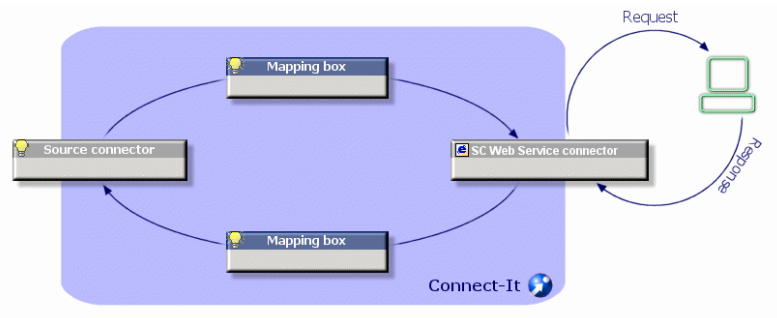 Request
Mapping box
Source connector
SC Web Service connector
Response
Mapping box
Connect-It